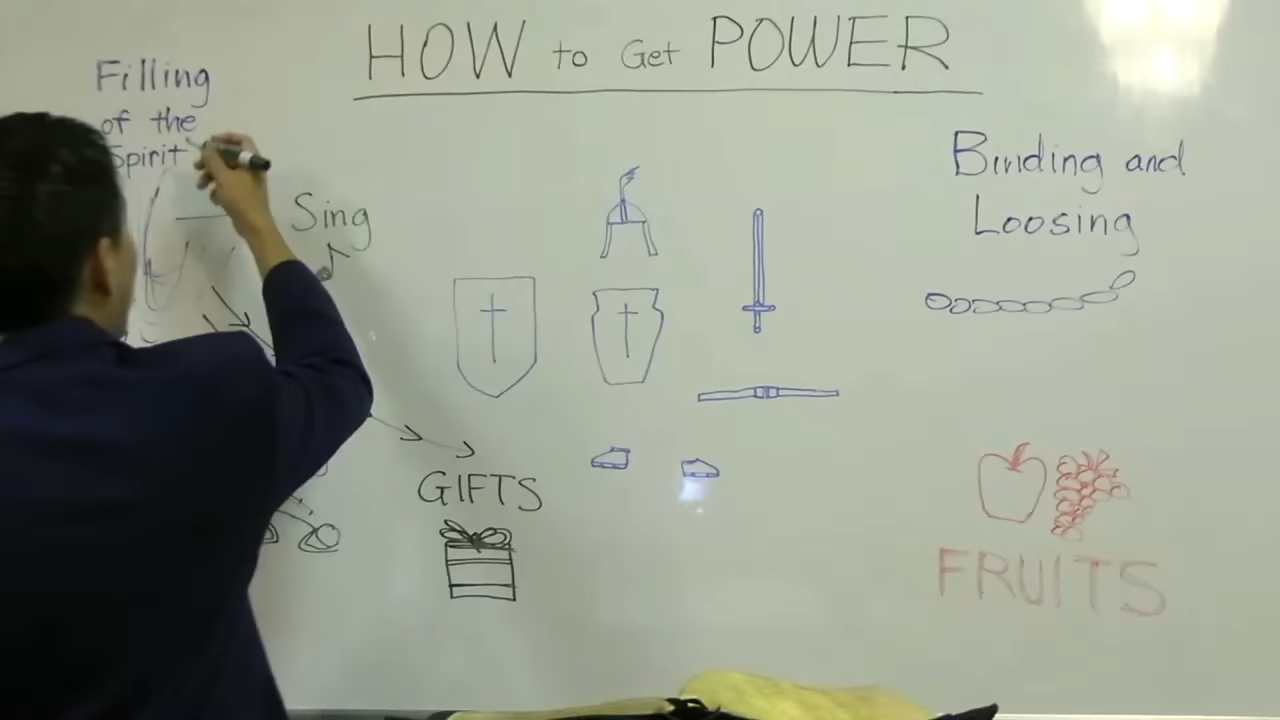 HOW to Get POWER
Filling
of the
Spirit
Sing
Binding and
Loosing
GIFTS
FRUITS